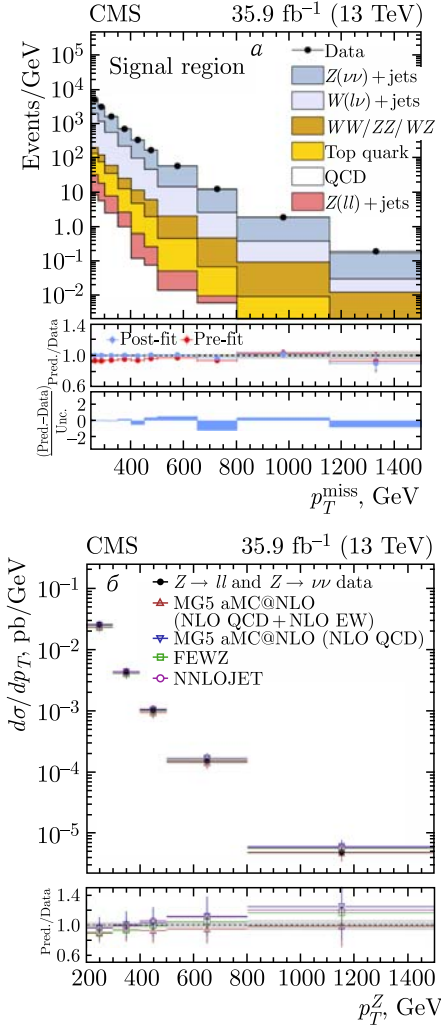 CMS 35.9 fb⁻¹ (13 TeV)
а
Signal region
Data
Z(νν)+jets
W(lν)+jets
WW/ZZ/WZ
Top quark
QCD
Z(ll)+jets
Events/GeV
10⁵
10⁴
10³
10²
10
1.0
10⁻¹
10⁻²
Pred./Data
1.4
1.0
0.6
Post-fit Pre-fit
(Pred.–Data)
Unc.
2
0
−2
400 600 800 1000 1200 1400
p_T^miss, GeV
CMS 35.9 fb⁻¹ (13 TeV)
б
Z → ll and Z → νν data
MG5 aMC@NLO
(NLO QCD + NLO EW)
MG5 aMC@NLO (NLO QCD)
FEWZ
NNLOJET
dσ/dp_T, pb/GeV
10⁻¹
10⁻²
10⁻³
10⁻⁴
10⁻⁵
Pred./Data
1.4
1.0
0.6
200 400 600 800 1000 1200 1400
p_T^Z, GeV